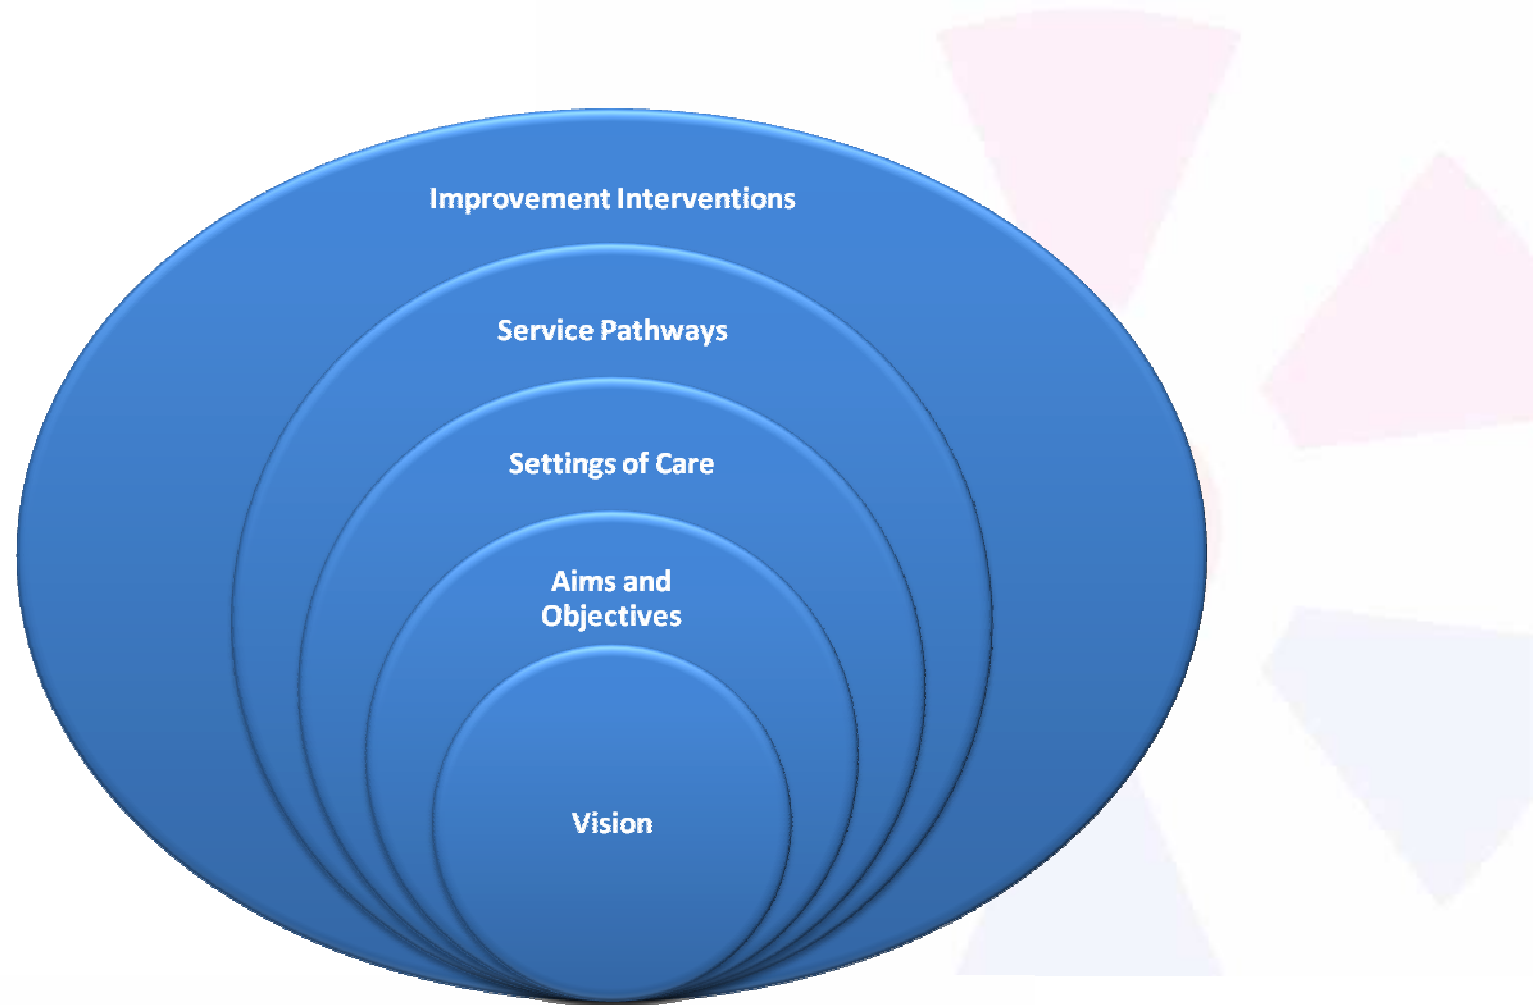 Improvement Interventions
Service Pathways
Settings of Care
Aims and
Objectives
Vision